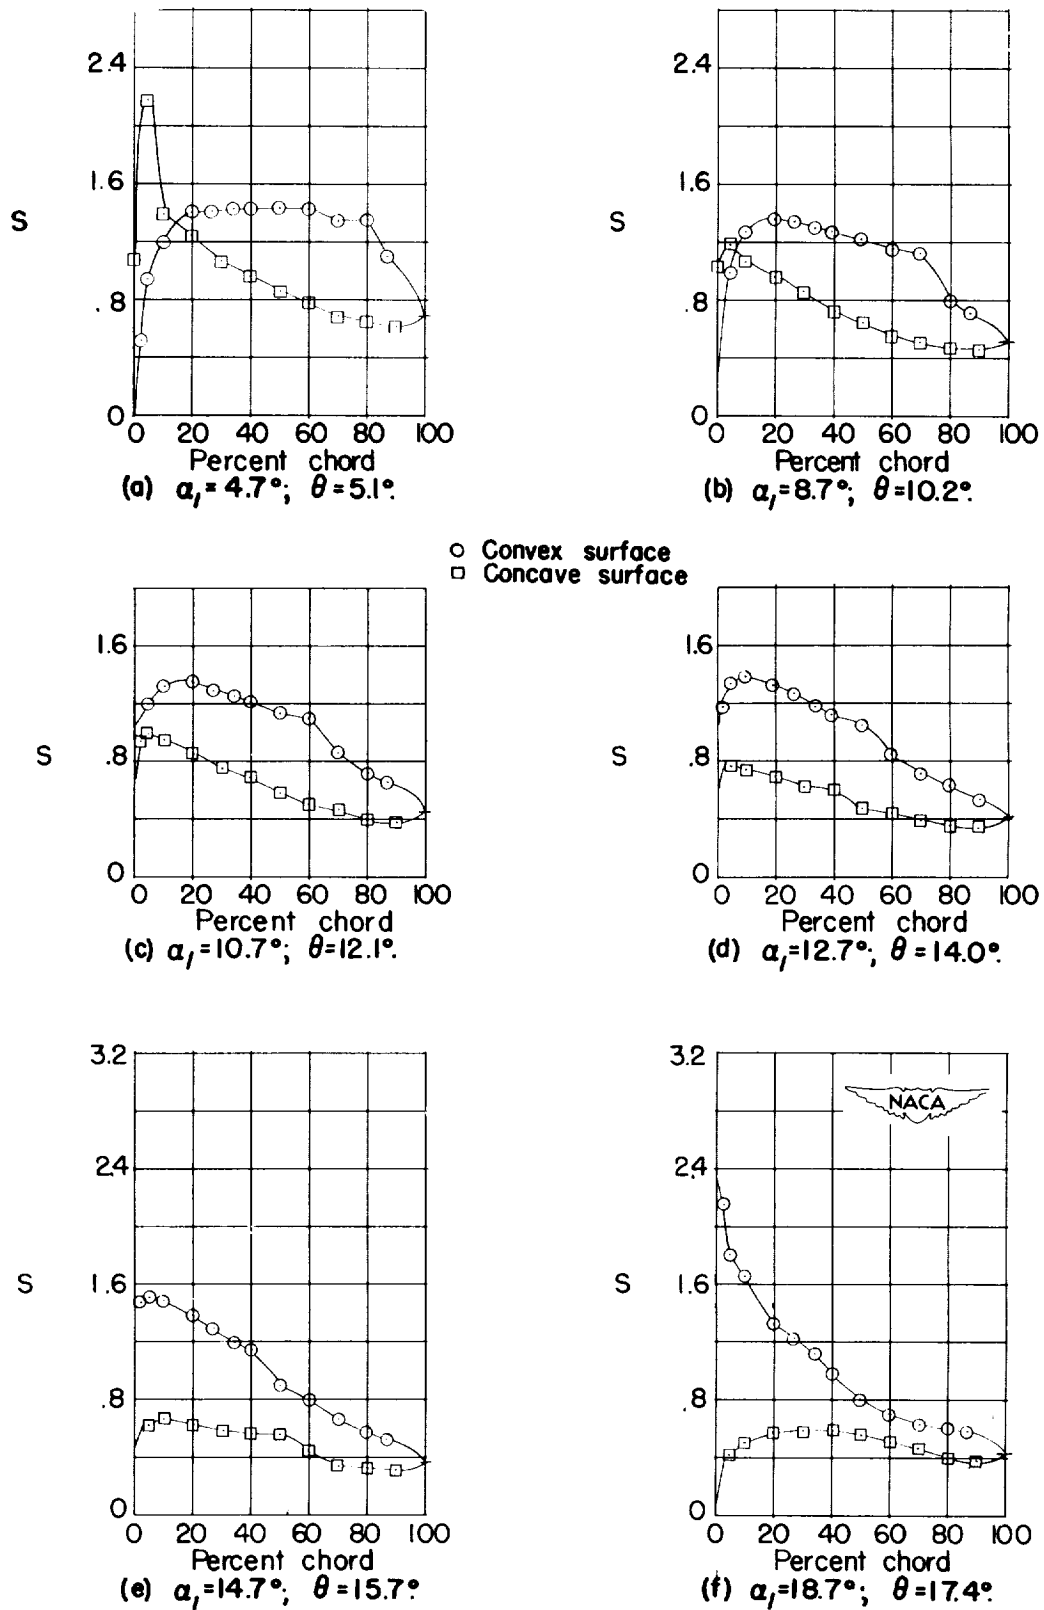 2.4
1.6
S
.8
0
0 20 40 60 80 100
Percent chord
(a) α₁ = 4.7°; θ = 5.1°.
2.4
1.6
S
.8
0
0 20 40 60 80 100
Percent chord
(b) α₁ = 8.7°; θ = 10.2°.
○ Convex surface
□ Concave surface
1.6
S
.8
0
0 20 40 60 80 100
Percent chord
(c) α₁ = 10.7°; θ = 12.1°.
1.6
S
.8
0
0 20 40 60 80 100
Percent chord
(d) α₁ = 12.7°; θ = 14.0°.
3.2
2.4
1.6
S
.8
0
0 20 40 60 80 100
Percent chord
(e) α₁ = 14.7°; θ = 15.7°.
3.2
NACA
2.4
1.6
S
.8
0
0 20 40 60 80 100
Percent chord
(f) α₁ = 18.7°; θ = 17.4°.